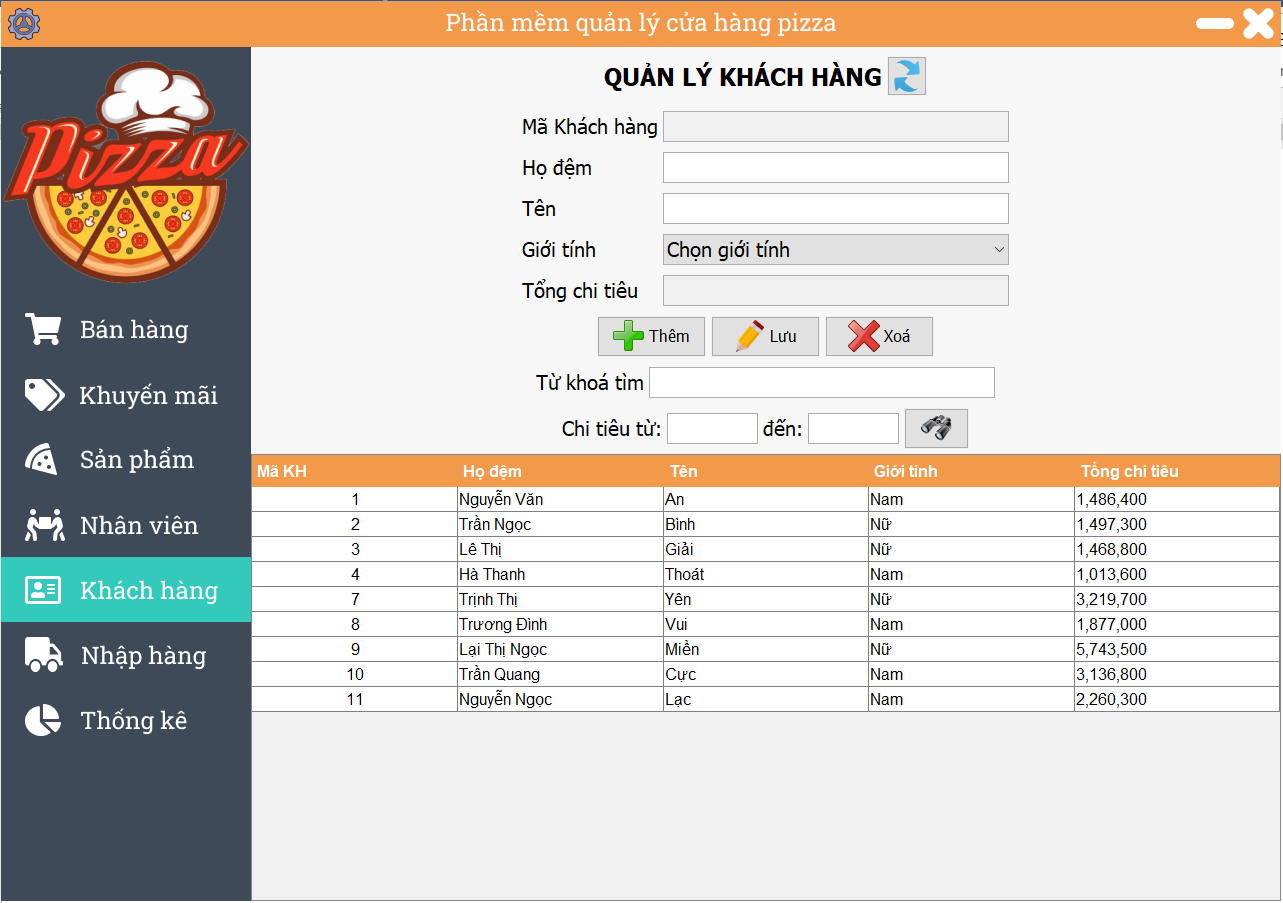 Phần mềm quản lý cửa hàng pizza
Pizza
Bán hàng
Khuyến mãi
Sản phẩm
Nhân viên
Khách hàng
Nhập hàng
Thống kê
QUẢN LÝ KHÁCH HÀNG
Mã Khách hàng
Họ đệm
Tên
Giới tính Chọn giới tính
Tổng chi tiêu
Thêm Lưu Xoá
Từ khoá tìm
Chi tiêu từ: đến:
Mã KH Họ đệm Tên Giới tính Tổng chi tiêu
1 Nguyễn Văn An Nam 1,486,400
2 Trần Ngọc Bình Nữ 1,497,300
3 Lê Thị Giải Nữ 1,468,800
4 Hà Thanh Thoát Nam 1,013,600
7 Trịnh Thị Yên Nữ 3,219,700
8 Trương Đình Vui Nam 1,877,000
9 Lại Thị Ngọc Miền Nữ 5,743,500
10 Trần Quang Cực Nam 3,136,800
11 Nguyễn Ngọc Lạc Nam 2,260,300